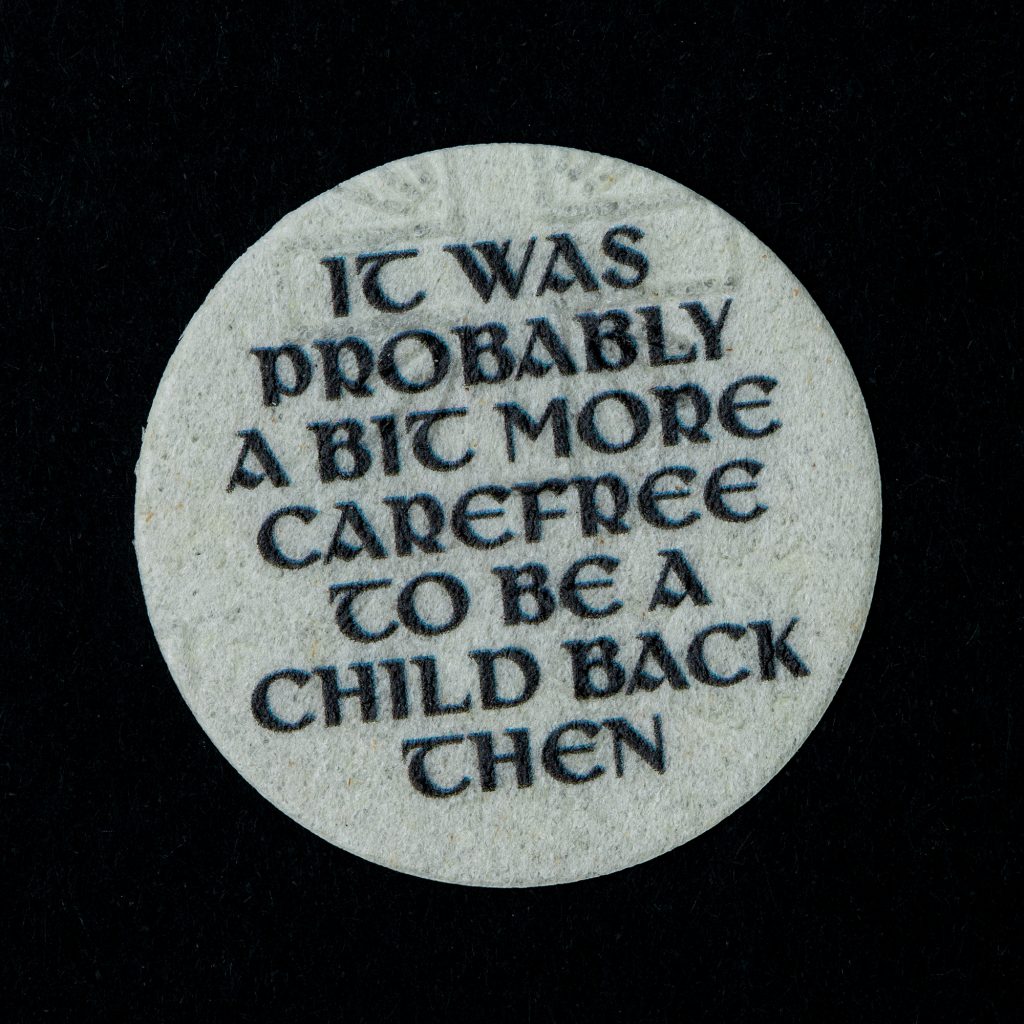 IT WAS
PROBABLY
A BIT MORE
CAREFREE
TO BE A
CHILD BACK
THEN